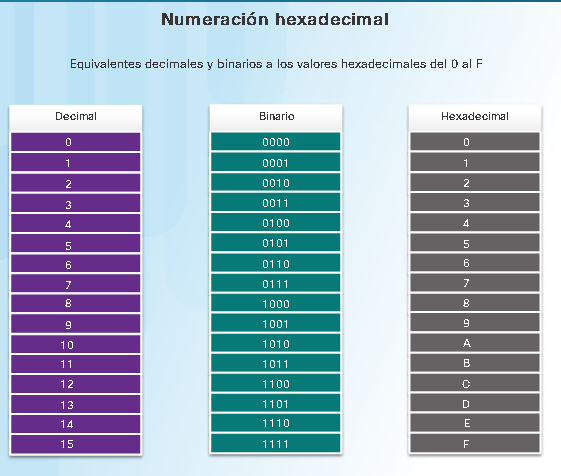 Numeración hexadecimal
Equivalentes decimales y binarios a los valores hexadecimales del 0 al F
Decimal Binario Hexadecimal
0 0000 0
1 0001 1
2 0010 2
3 0011 3
4 0100 4
5 0101 5
6 0110 6
7 0111 7
8 1000 8
9 1001 9
10 1010 A
11 1011 B
12 1100 C
13 1101 D
14 1110 E
15 1111 F